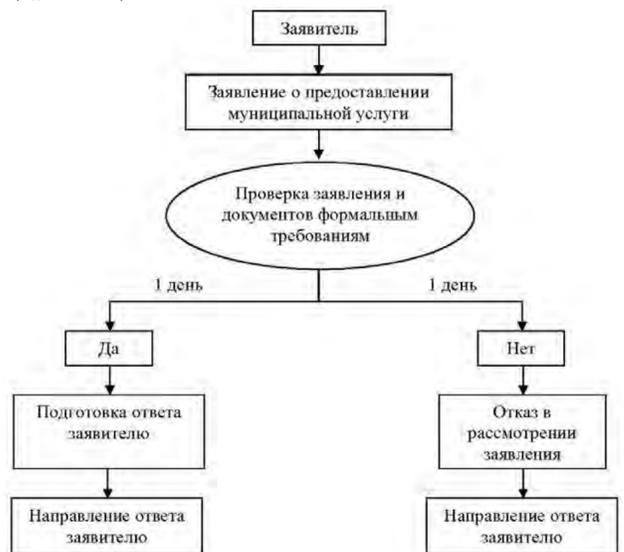 Заявитель
Заявление о предоставлении
муниципальной услуги
Проверка заявления и
документов формальным
требованиям
1 день
1 день
Да
Нет
Подготовка ответа
заявителю
Отказ в
рассмотрении
заявления
Направление ответа
заявителю
Направление ответа
заявителю